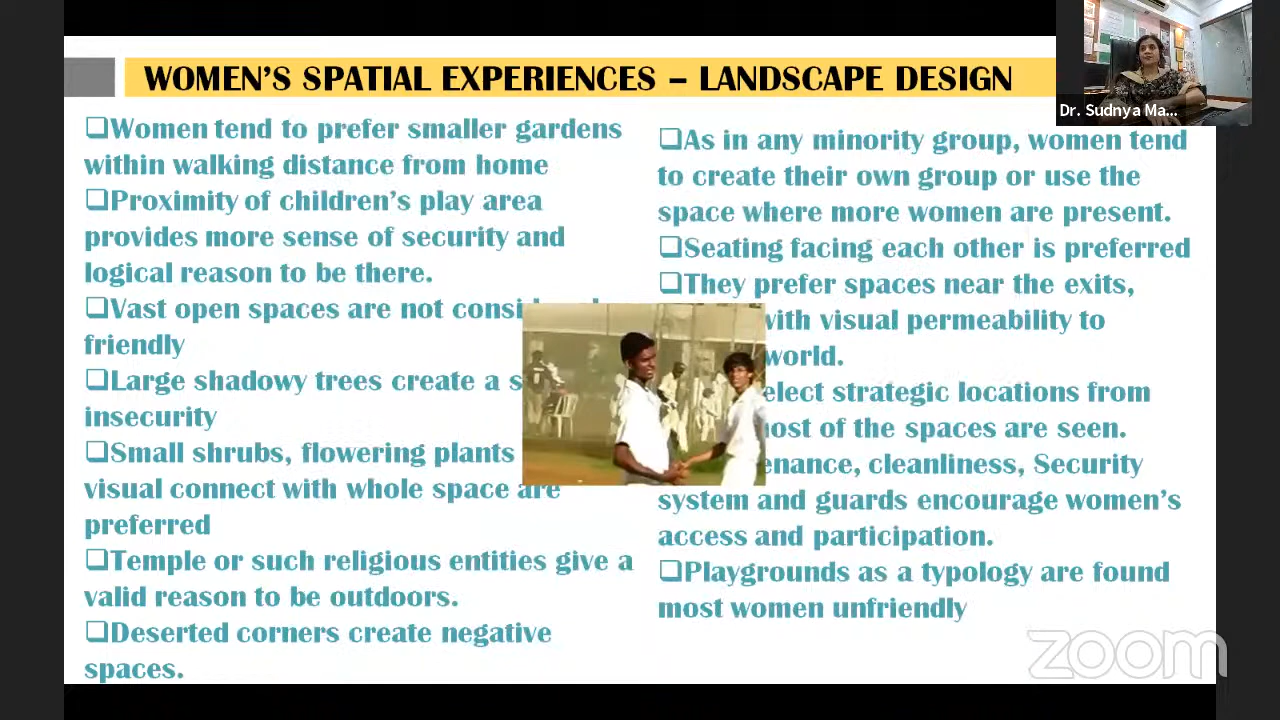 WOMEN'S SPATIAL EXPERIENCES – LANDSCAPE DESIGN
Dr. Sudnya Ma...
❑Women tend to prefer smaller gardens
within walking distance from home
❑Proximity of children's play area
provides more sense of security and
logical reason to be there.
❑Vast open spaces are not
friendly
❑Large shadowy trees create a
insecurity
❑Small shrubs, flowering plants
visual connect with whole space are
preferred
❑Temple or such religious entities give a
valid reason to be outdoors.
❑Deserted corners create negative
spaces.
❑As in any minority group, women tend
to create their own group or use the
space where more women are present.
❑Seating facing each other is preferred
❑They prefer spaces near the exits,
visual permeability to
world.
strategic locations from
of the spaces are seen.
cleanliness, Security
system and guards encourage women's
access and participation.
❑Playgrounds as a typology are found
most women unfriendly
zoom